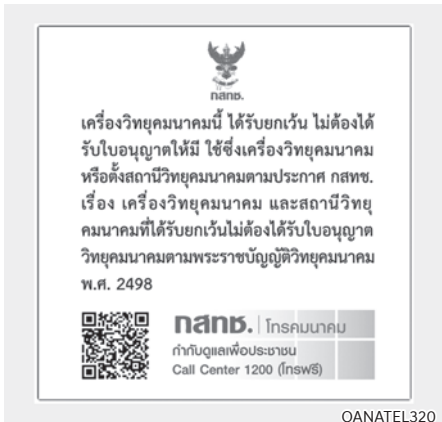 กสทช.
เครื่องวิทยุคมนาคมนี้ ได้รับยกเว้น ไม่ต้องได้
รับใบอนุญาตให้มี ใช้ซึ่งเครื่องวิทยุคมนาคม
หรือตั้งสถานีวิทยุคมนาคมตามประกาศ กสทช.
เรื่อง เครื่องวิทยุคมนาคม และสถานีวิทยุ
คมนาคมที่ได้รับยกเว้นไม่ต้องได้รับใบอนุญาต
วิทยุคมนาคมตามพระราชบัญญัติวิทยุคมนาคม
พ.ศ. 2498
กสทช. | โทรคมนาคม
กำกับดูแลเพื่อประชาชน
Call Center 1200 (โทรฟรี)
OANATEL320